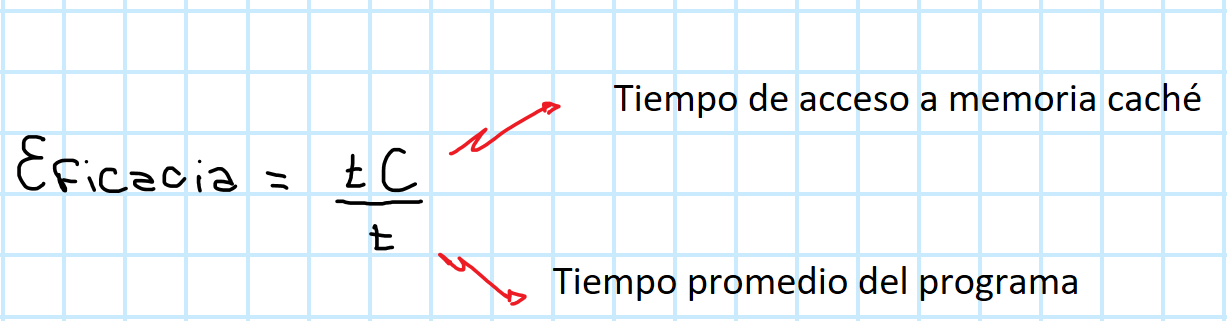 Tiempo de acceso a memoria caché
Eficacia = tC
t
Tiempo promedio del programa